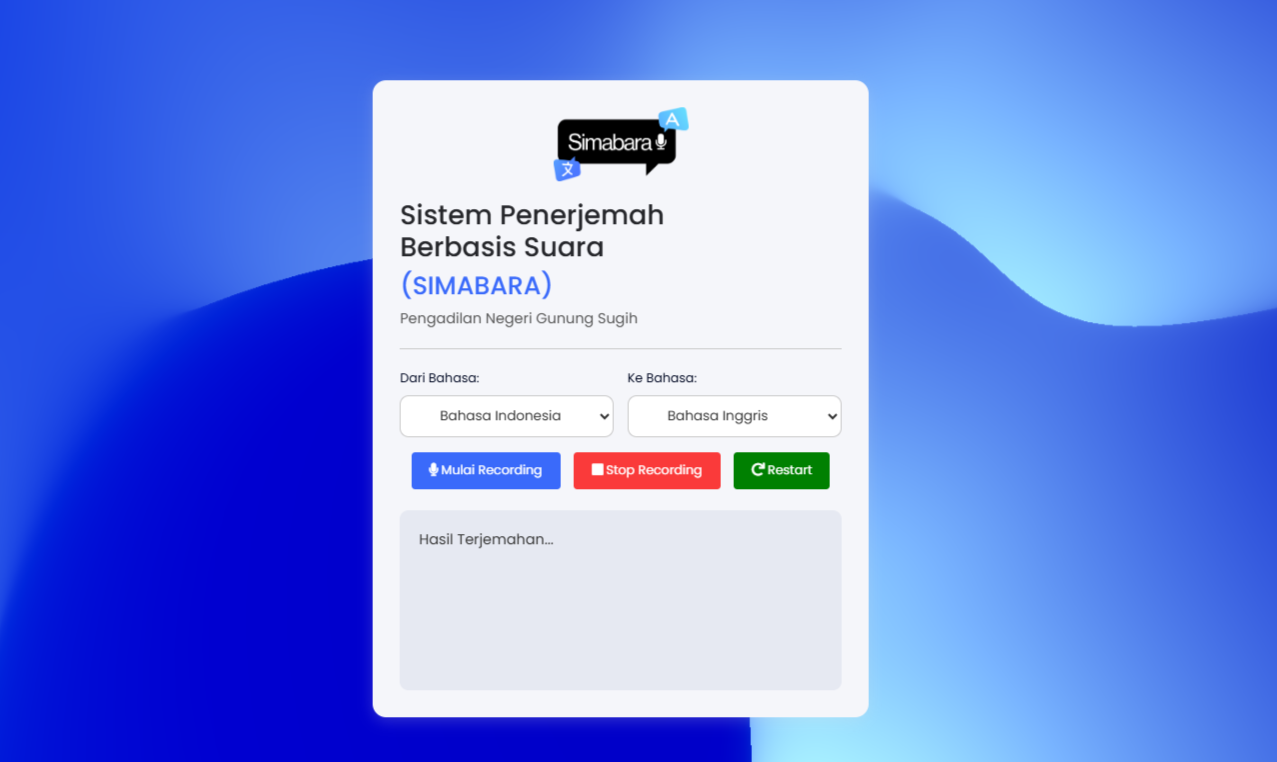 Simabara
A
文
Sistem Penerjemah
Berbasis Suara
(SIMABARA)
Pengadilan Negeri Gunung Sugih
Dari Bahasa:
Ke Bahasa:
Bahasa Indonesia
Bahasa Inggris
Mulai Recording
Stop Recording
Restart
Hasil Terjemahan...